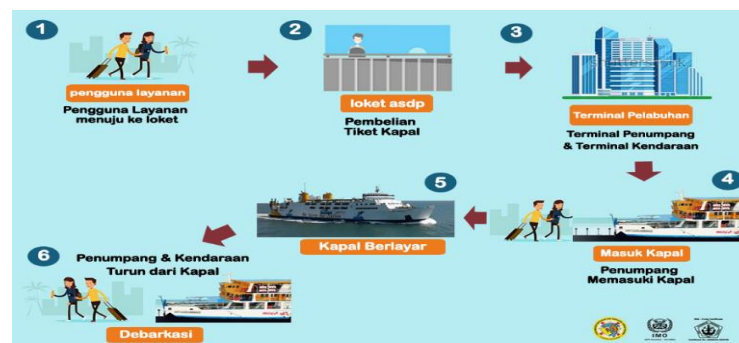 1
pengguna layanan
Pengguna Layanan
menuju ke loket
2
loket asdp
Pembelian
Tiket Kapal
3
Terminal Pelabuhan
Terminal Penumpang
& Terminal Kendaraan
4
Masuk Kapal
Penumpang
Memasuki Kapal
5
Kapal Berlayar
6
Penumpang & Kendaraan
Turun dari Kapal
Debarkasi
IMO